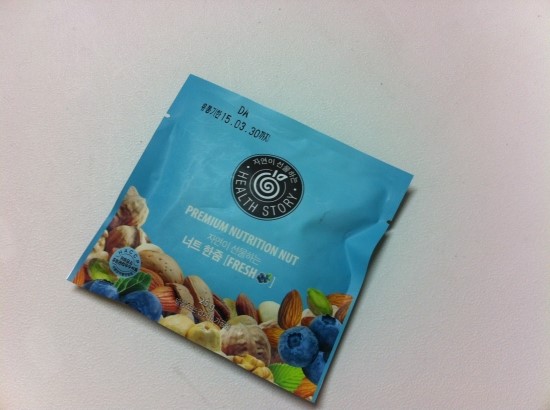 DA
유통기한 15.03.30까지
자연이 선물하는
HEALTH STORY
PREMIUM NUTRITION NUT
자연이 선물하는
너트 한줌 [FRESH]
HACCP